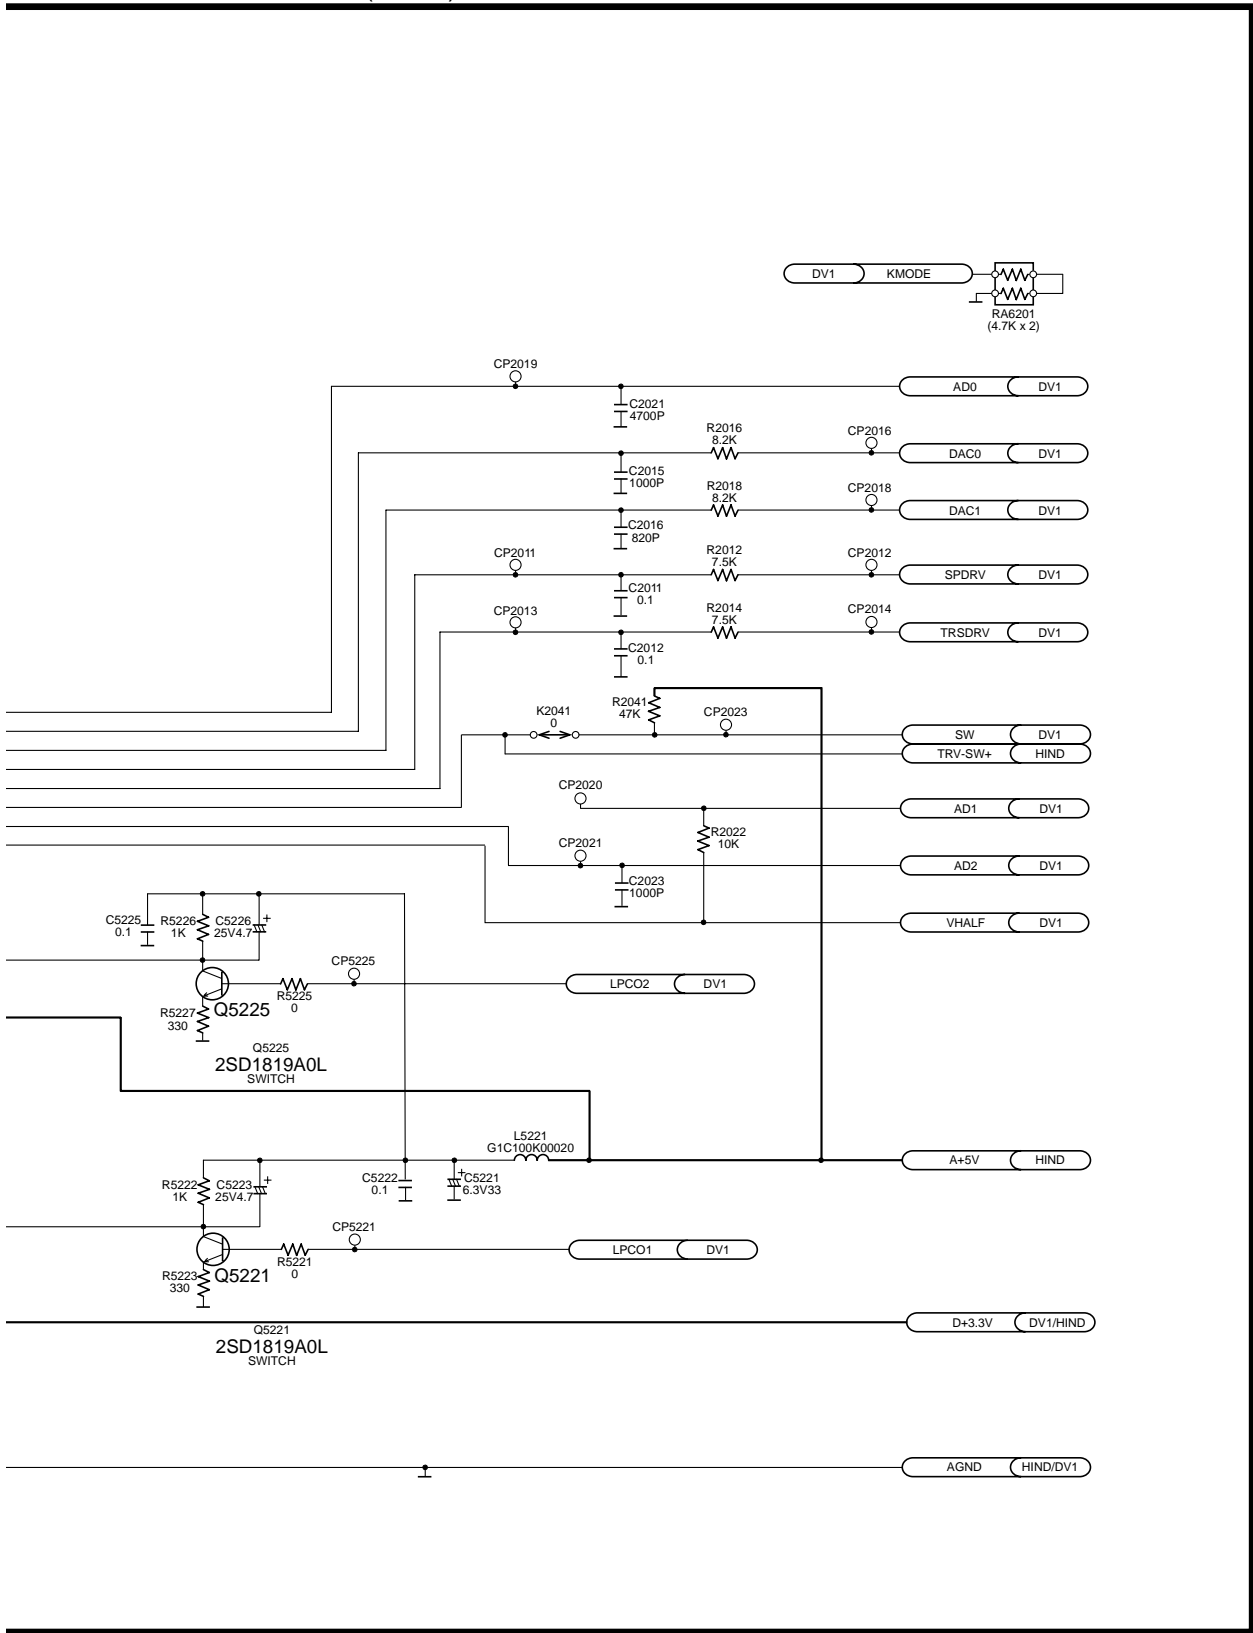 DV1 KMODE
RA6201
(4.7K x 2)
CP2019
AD0 DV1
C2021
4700P
R2016
8.2K
CP2016
DAC0 DV1
C2015
1000P
R2018
8.2K
CP2018
DAC1 DV1
C2016
820P
CP2011
R2012
7.5K
CP2012
SPDRV DV1
C2011
0.1
CP2013
R2014
7.5K
CP2014
TRSDRV DV1
C2012
0.1
R2041
47K
K2041
0
CP2023
SW DV1
TRV-SW+ HIND
CP2020
AD1 DV1
R2022
10K
CP2021
AD2 DV1
C2023
1000P
VHALF DV1
C5225
0.1
R5226
1K
C5226
25V4.7
+
CP5225
LPCO2 DV1
R5225
0
Q5225
R5227
330
Q5225
2SD1819A0L
SWITCH
L5221
G1C100K00020
A+5V HIND
R5222
1K
C5223
25V4.7
+
C5222
0.1
+
C5221
6.3V33
CP5221
LPCO1 DV1
R5221
0
Q5221
R5223
330
D+3.3V DV1/HIND
Q5221
2SD1819A0L
SWITCH
AGND HIND/DV1